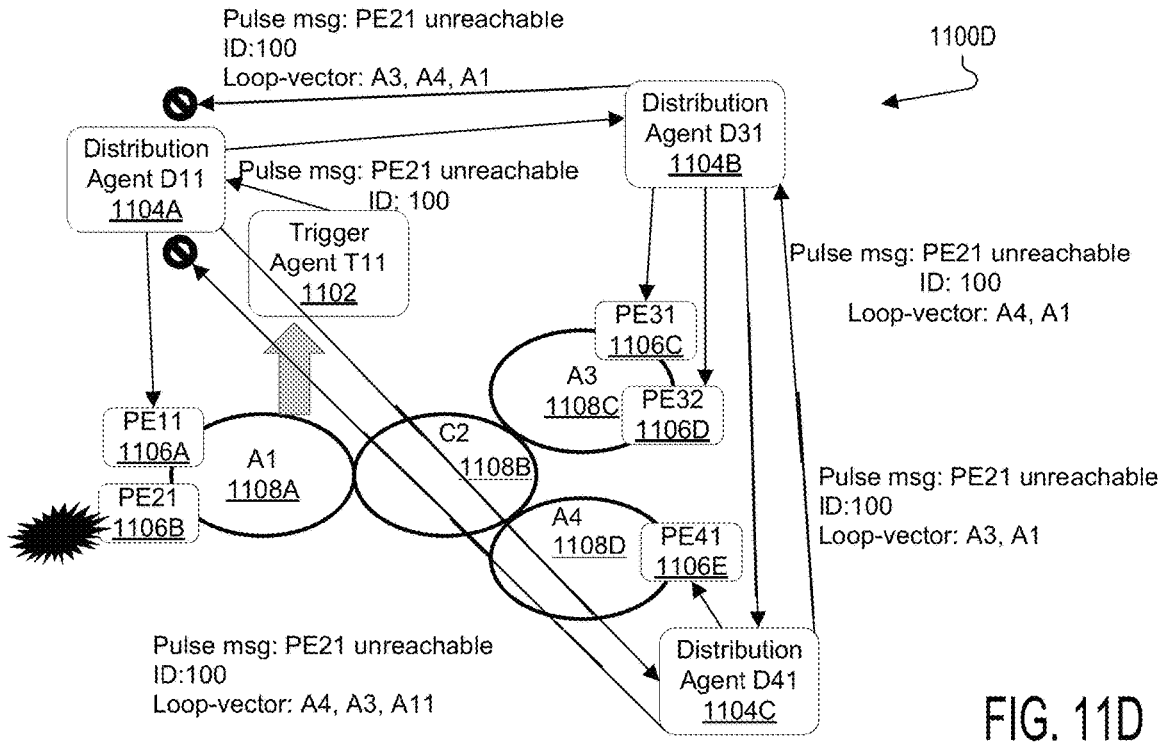 Pulse msg: PE21 unreachable
ID:100
Loop-vector: A3, A4, A1
1100D
Distribution
Agent D11
1104A
Distribution
Agent D31
1104B
Pulse msg: PE21 unreachable
ID: 100
Trigger
Agent T11
1102
Pulse msg: PE21 unreachable
ID: 100
Loop-vector: A4, A1
PE31
1106C
A3
1108C
PE32
1106D
PE11
1106A
A1
1108A
C2
1108B
PE21
1106B
A4
1108D
PE41
1106E
Pulse msg: PE21 unreachable
ID:100
Loop-vector: A3, A1
Pulse msg: PE21 unreachable
ID:100
Loop-vector: A4, A3, A11
Distribution
Agent D41
1104C
FIG. 11D